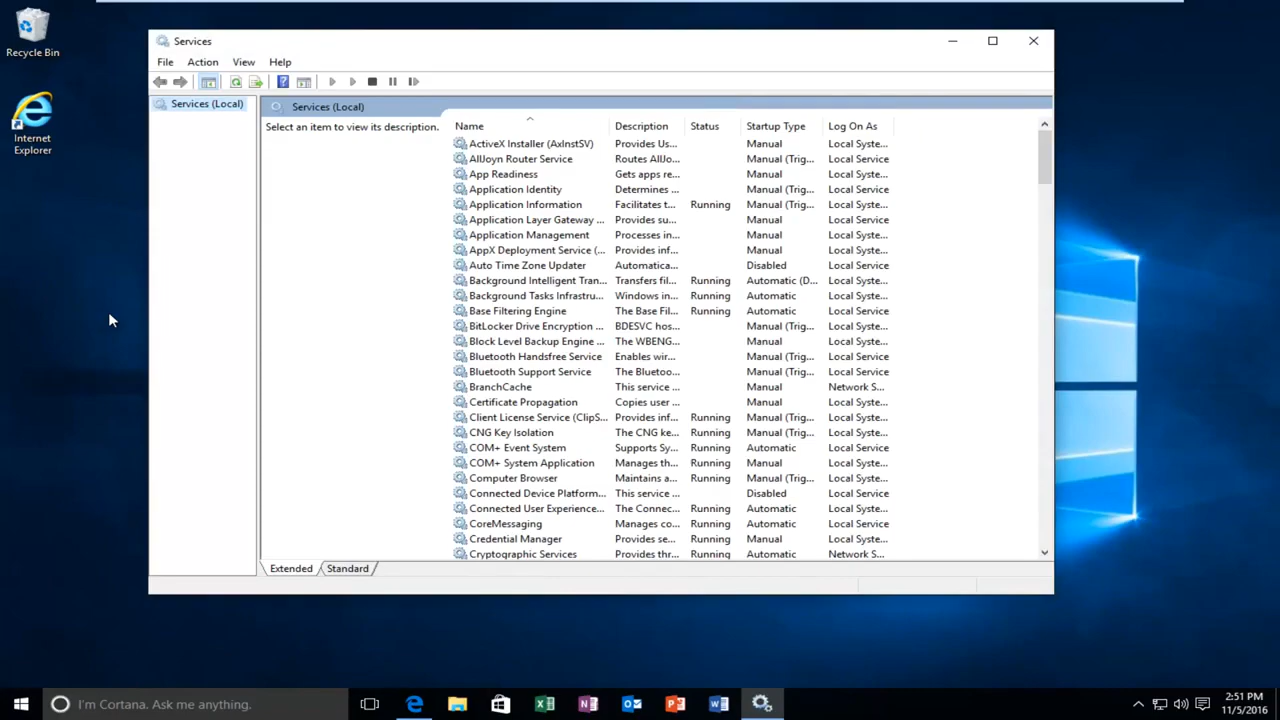 Recycle Bin
Internet
Explorer
Services
File Action View Help
Services (Local)
Services (Local)
Select an item to view its description.
Name Description Status Startup Type Log On As
ActiveX Installer (AxInstSV) Provides Us... Manual Local Syste...
AllJoyn Router Service Routes AllJo... Manual (Trig... Local Service
App Readiness Gets apps re... Manual Local Syste...
Application Identity Determines ... Manual (Trig... Local Service
Application Information Facilitates t... Running Manual (Trig... Local Syste...
Application Layer Gateway ... Provides su... Manual Local Service
Application Management Processes in... Manual Local Syste...
AppX Deployment Service (... Provides inf... Manual Local Syste...
Auto Time Zone Updater Automatica... Disabled Local Service
Background Intelligent Tran... Transfers fil... Running Automatic (D... Local Syste...
Background Tasks Infrastru... Windows in... Running Automatic Local Syste...
Base Filtering Engine The Base Fil... Running Automatic Local Service
BitLocker Drive Encryption ... BDESVC hos... Manual (Trig... Local Syste...
Block Level Backup Engine ... The WBENG... Manual Local Syste...
Bluetooth Handsfree Service Enables wir... Manual (Trig... Local Service
Bluetooth Support Service The Bluetoo... Manual (Trig... Local Service
BranchCache This service ... Manual Network S...
Certificate Propagation Copies user ... Manual Local Syste...
Client License Service (ClipS... Provides inf... Running Manual (Trig... Local Syste...
CNG Key Isolation The CNG ke... Running Manual (Trig... Local Syste...
COM+ Event System Supports Sy... Running Automatic Local Service
COM+ System Application Manages th... Running Manual Local Syste...
Computer Browser Maintains a... Running Manual (Trig... Local Syste...
Connected Device Platform... This service ... Disabled Local Service
Connected User Experience... The Connec... Running Automatic Local Syste...
CoreMessaging Manages co... Running Automatic Local Service
Credential Manager Provides se... Running Manual Local Syste...
Cryptographic Services Provides thr... Running Automatic Network S...
Extended Standard
I'm Cortana. Ask me anything.
2:51 PM
11/5/2016